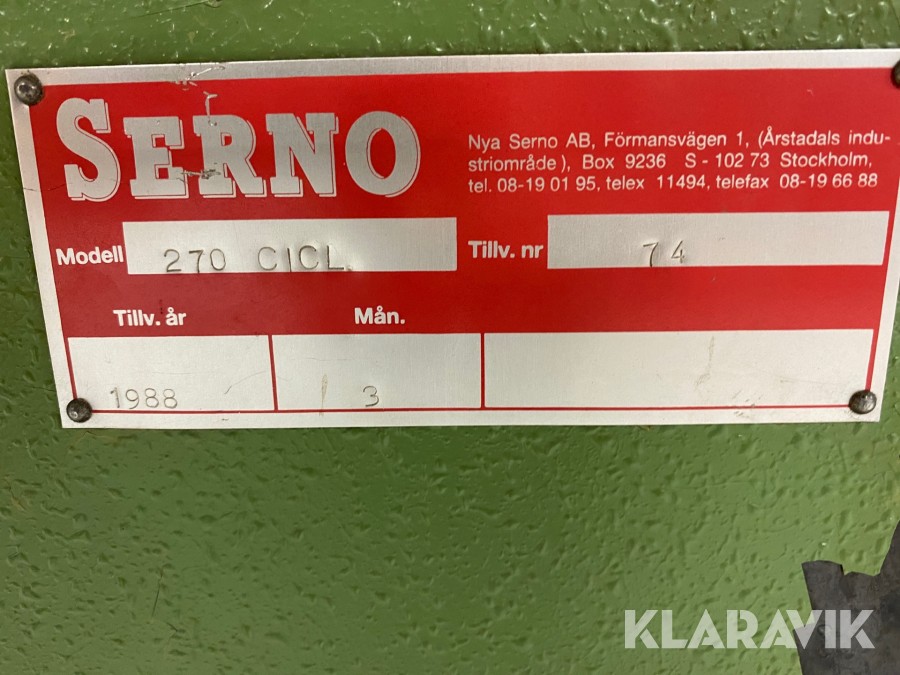 SERNO
Nya Serno AB, Förmansvägen 1, (Årstadals indu-
striområde), Box 9236 S - 102 73 Stockholm,
tel. 08-19 01 95, telex 11494, telefax 08-19 66 88
Modell 270 CICL. Tillv. nr 74
Tillv. år Mån.
1988 3
KLARAVIK